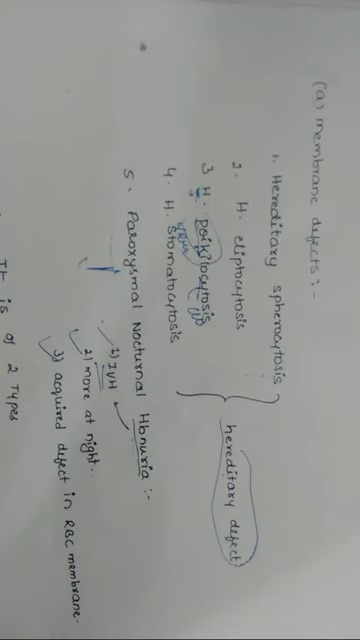 (a) membrane defects :-
1. Hereditary spherocytosis
2. H. eliptocytosis
3. H. poikilocytosis
4. H. stomatocytosis
hereditary defect
5. Paroxysmal Nocturnal Hbnuria :-
1) IVH
2) more at night.
3) acquired defect in RBC membrane.
It is of 2 Types